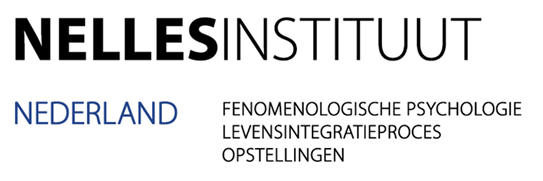 NELLESINSTITUUT
NEDERLAND
FENOMENOLOGISCHE PSYCHOLOGIE
LEVENSINTEGRATIEPROCES
OPSTELLINGEN